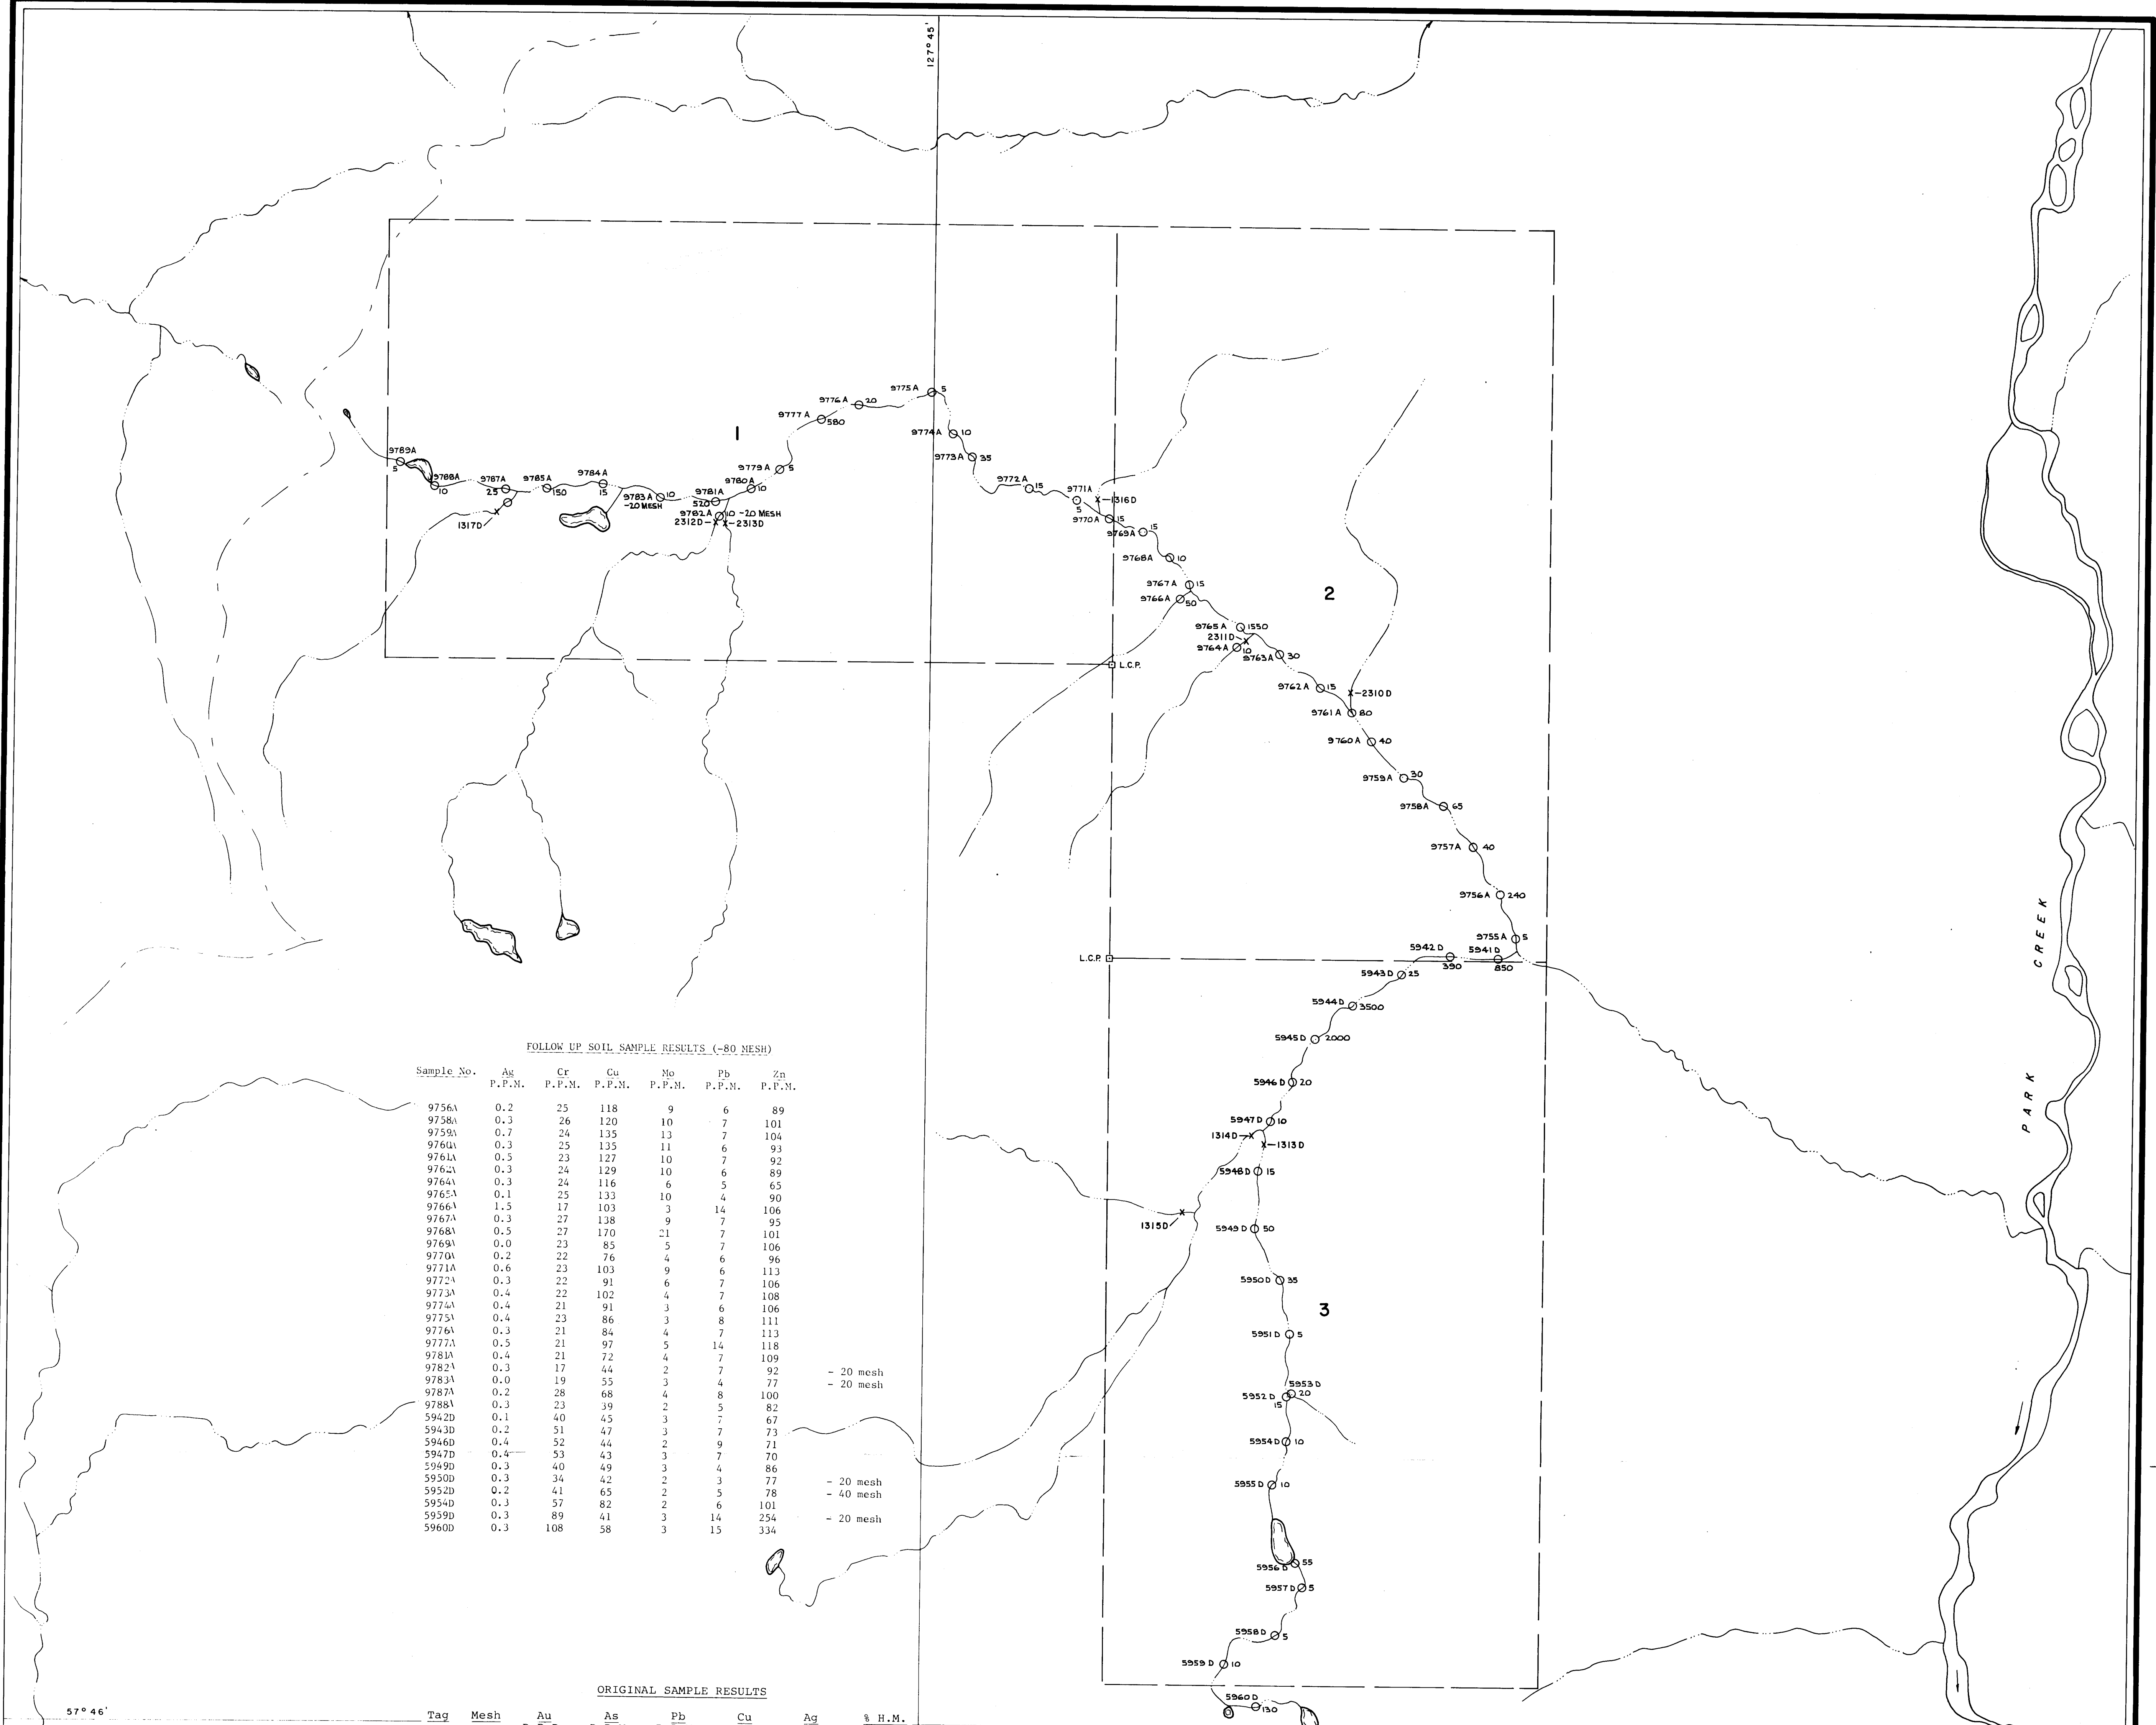 127° 45'
9775A 5
9776A 20
9777A 580
1
9774A 10
9773A 35
9789A
5
9779A 5
9788A
10
9787A
25
9785A
150
9784A
15
9783A 10
-20 MESH
9781A
520
9780A
10
9782A 10 -20 MESH
2312D 2313D
1317D
9772A 15
9771A
5
1316D
9770A 15
9769A 15
9768A 10
9767A 15
9766A 50
2
9765A 1550
2311D
9764A 10
9763A 30
L.C.P.
9762A 15
2310D
9761A 80
9760A 40
9759A 30
9758A 65
9757A 40
9756A 240
9755A 5
5942D
390
5941D
850
L.C.P.
5943D 25
5944D 3500
5945D 2000
5946D 20
5947D 10
1314D
1313D
5948D 15
1315D
5949D 50
5950D 35
3
5951D 5
5953D
20
5952D
15
5954D 10
5955D 10
5956D 55
5957D 5
5958D 5
5959D 10
5960D
130
PARK CREEK
FOLLOW UP SOIL SAMPLE RESULTS (-80 MESH)
Sample No. Ag Cr Cu Mo Pb Zn
P.P.M. P.P.M. P.P.M. P.P.M. P.P.M. P.P.M.
9756A 0.2 25 118 9 6 89
9758A 0.3 26 120 10 7 101
9759A 0.7 24 135 13 7 104
9760A 0.3 25 135 11 6 93
9761A 0.5 23 127 10 7 92
9762A 0.3 24 129 10 6 89
9764A 0.3 24 116 6 5 65
9765A 0.1 25 133 10 4 90
9766A 1.5 17 103 3 14 106
9767A 0.3 27 138 9 7 95
9768A 0.5 27 170 21 7 101
9769A 0.0 23 85 5 7 106
9770A 0.2 22 76 4 6 96
9771A 0.6 23 103 9 6 113
9772A 0.3 22 91 6 7 106
9773A 0.4 22 102 4 7 108
9774A 0.4 21 91 3 6 106
9775A 0.4 23 86 3 8 111
9776A 0.3 21 84 4 7 113
9777A 0.5 21 97 5 14 118
9781A 0.4 21 72 4 7 109
9782A 0.3 17 44 2 7 92 - 20 mesh
9783A 0.0 19 55 3 4 77 - 20 mesh
9787A 0.2 28 68 4 8 100
9788A 0.3 23 39 2 5 82
5942D 0.1 40 45 3 7 67
5943D 0.2 51 47 3 7 73
5946D 0.4 52 44 2 9 71
5947D 0.4 53 43 3 7 70
5949D 0.3 40 49 3 4 86
5950D 0.3 34 42 2 3 77 - 20 mesh
5952D 0.2 41 65 2 5 78 - 40 mesh
5954D 0.3 57 82 2 6 101
5959D 0.3 89 41 3 14 254 - 20 mesh
5960D 0.3 108 58 3 15 334
ORIGINAL SAMPLE RESULTS
57° 46'
Tag Mesh Au As Pb Cu Ag % H.M.